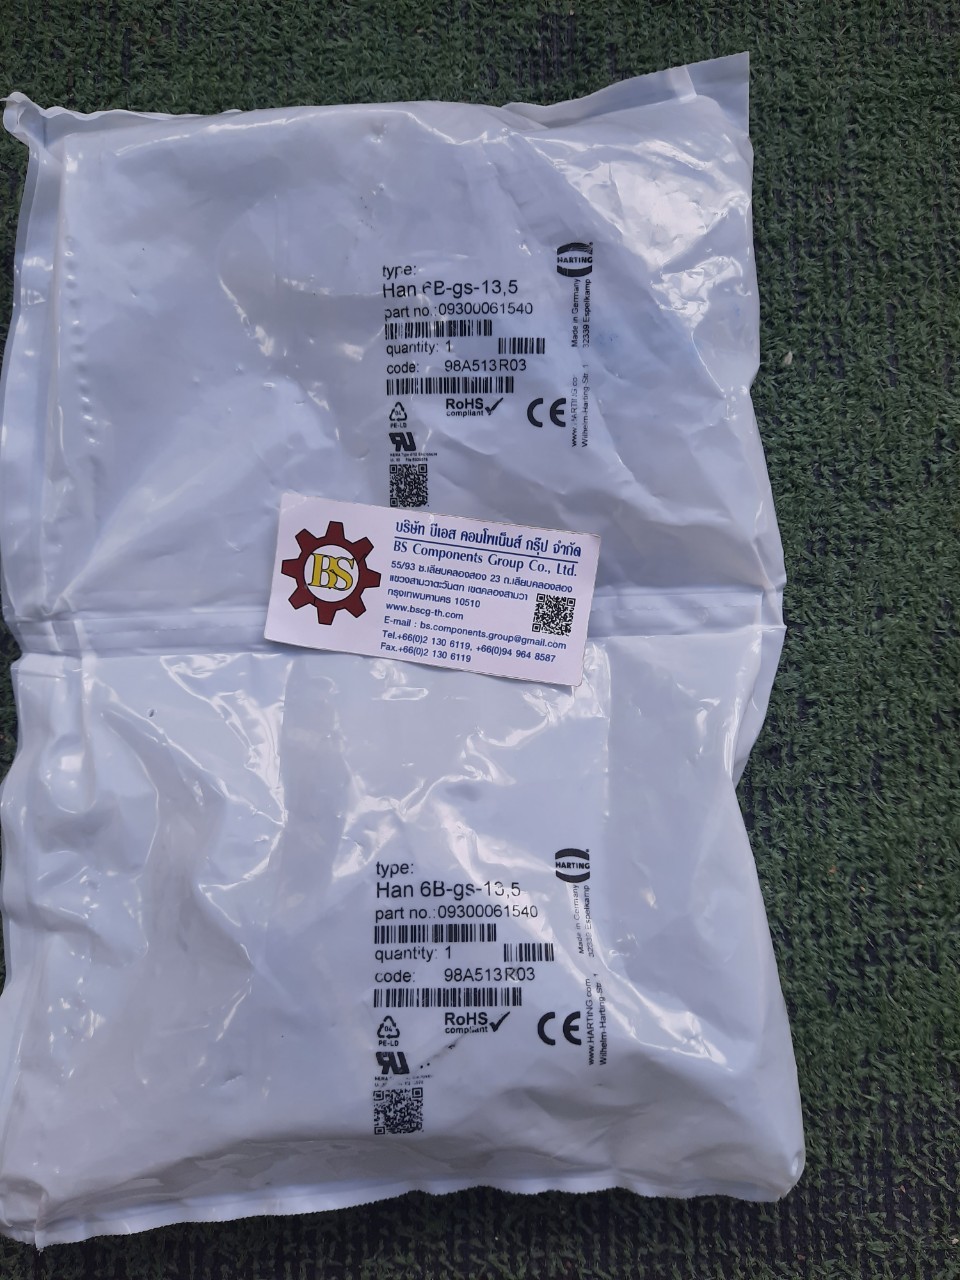 HARTING
type:
Han 6B-gs-13,5
part no.:09300061540
quantity: 1
code: 98A513R03
RoHS
compliant
CE
PE-LD
Made in Germany
32339 Espelkamp
Wilhelm-Harting-Str. 1
BS
บริษัท บีเอส คอมโพเน็นส์ กรุ๊ป จำกัด
BS Components Group Co., Ltd.
55/93 ซ.เลียบคลองสอง 23 ถ.เลียบคลองสอง
แขวงสามวาตะวันตก เขตคลองสามวา
กรุงเทพมหานคร 10510
www.bscg-th.com
E-mail : bs.components.group@gmail.com
Tel.+66(0)2 130 6119, +66(0)94 964 8587
Fax.+66(0)2 130 6119
HARTING
type:
Han 6B-gs-13,5
part no.:09300061540
quantity: 1
code: 98A513R03
RoHS
compliant
CE
04
PE-LD
Made in Germany
32339 Espelkamp
www.HARTING.com
Wilhelm-Harting-Str. 1